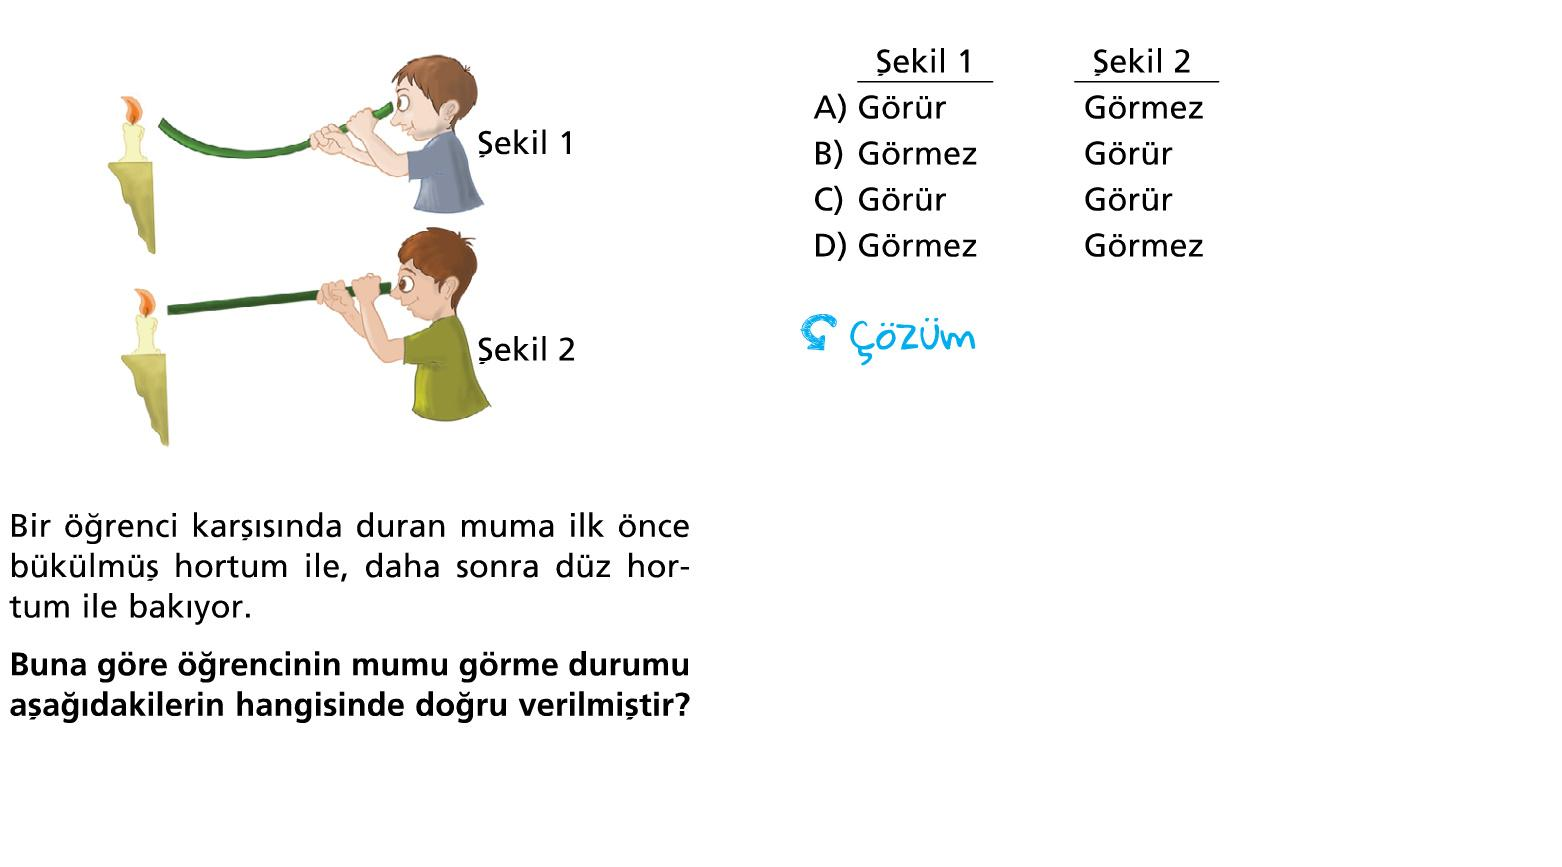 Şekil 1
Şekil 2
Bir öğrenci karşısında duran muma ilk önce
bükülmüş hortum ile, daha sonra düz hor-
tum ile bakıyor.
Buna göre öğrencinin mumu görme durumu
aşağıdakilerin hangisinde doğru verilmiştir?
Şekil 1 Şekil 2
A) Görür Görmez
B) Görmez Görür
C) Görür Görür
D) Görmez Görmez
Çözüm